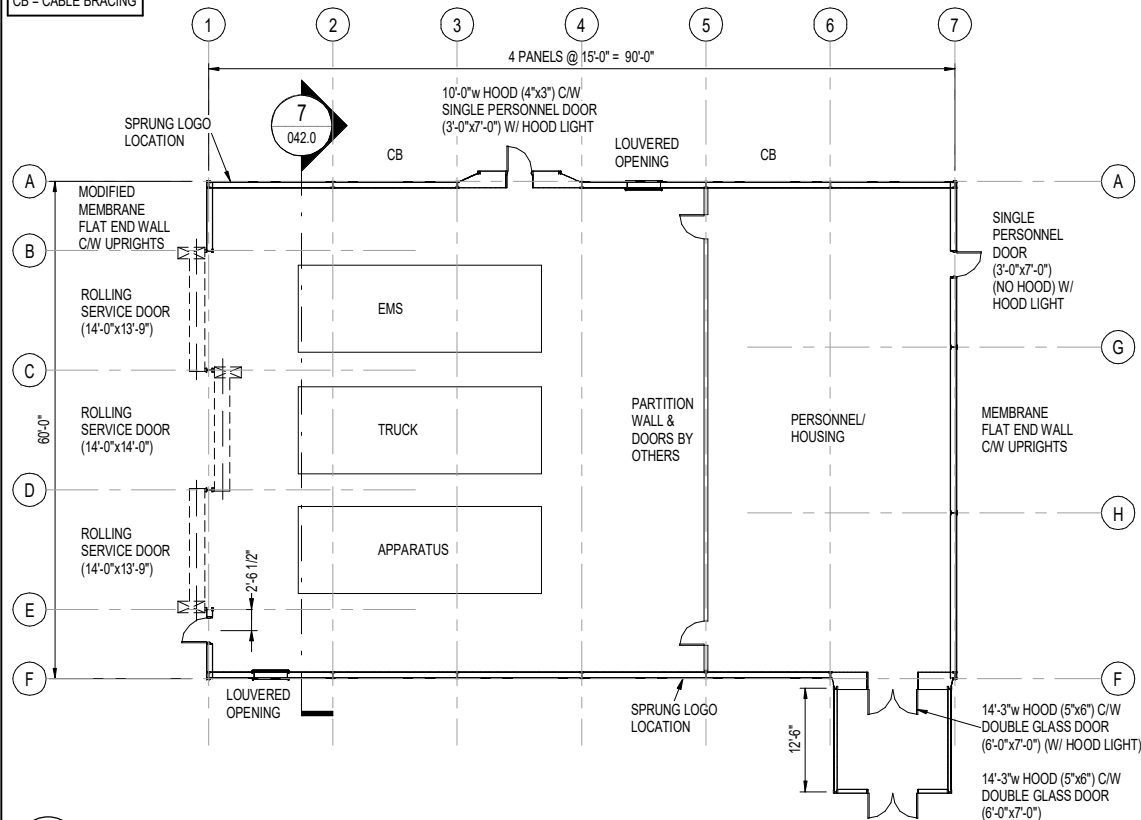 CB = CABLE BRACING
1
2
3
4
5
6
7
4 PANELS @ 15'-0" = 90'-0"
7
042.0
SPRUNG LOGO
LOCATION
CB
10'-0"w HOOD (4"x3") C/W
SINGLE PERSONNEL DOOR
(3'-0"x7'-0") W/ HOOD LIGHT
LOUVERED
OPENING
CB
A
A
MODIFIED
MEMBRANE
FLAT END WALL
C/W UPRIGHTS
B
SINGLE
PERSONNEL
DOOR
(3'-0"x7'-0")
(NO HOOD) W/
HOOD LIGHT
ROLLING
SERVICE DOOR
(14'-0"x13'-9")
EMS
G
C
60'-0"
ROLLING
SERVICE DOOR
(14'-0"x14'-0")
TRUCK
PARTITION
WALL &
DOORS BY
OTHERS
PERSONNEL/
HOUSING
MEMBRANE
FLAT END WALL
C/W UPRIGHTS
D
H
ROLLING
SERVICE DOOR
(14'-0"x13'-9")
APPARATUS
2'-6 1/2"
E
F
F
LOUVERED
OPENING
SPRUNG LOGO
LOCATION
12'-6"
14'-3"w HOOD (5"x6") C/W
DOUBLE GLASS DOOR
(6'-0"x7'-0") (W/ HOOD LIGHT)
14'-3"w HOOD (5"x6") C/W
DOUBLE GLASS DOOR
(6'-0"x7'-0")